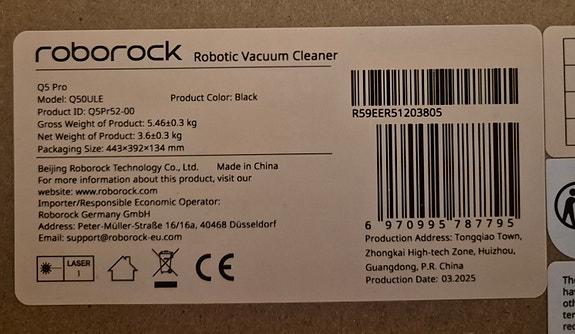 roborock Robotic Vacuum Cleaner
Q5 Pro
Model: Q50ULE Product Color: Black
Product ID: Q5Pr52-00
Gross Weight of Product: 5.46±0.3 kg
Net Weight of Product: 3.6±0.3 kg
Packaging Size: 443×392×134 mm
Beijing Roborock Technology Co., Ltd. Made in China
For more information about this product, visit our
website: www.roborock.com
Importer/Responsible Economic Operator:
Roborock Germany GmbH
Address: Peter-Müller-Straße 16/16a, 40468 Düsseldorf
Email: support@roborock-eu.com
LASER
1
CE
R59EER51203805
6 970995 787795
Production Address: Tongqiao Town,
Zhongkai High-tech Zone, Huizhou,
Guangdong, P.R. China
Production Date: 03.2025
The
hav
oth
ter
rec